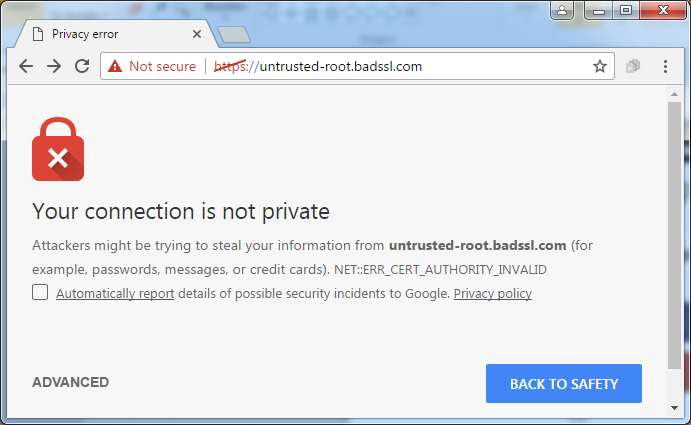 Privacy error
Not secure https://untrusted-root.badssl.com
Your connection is not private
Attackers might be trying to steal your information from untrusted-root.badssl.com (for
example, passwords, messages, or credit cards). NET::ERR_CERT_AUTHORITY_INVALID
Automatically report details of possible security incidents to Google. Privacy policy
ADVANCED
BACK TO SAFETY